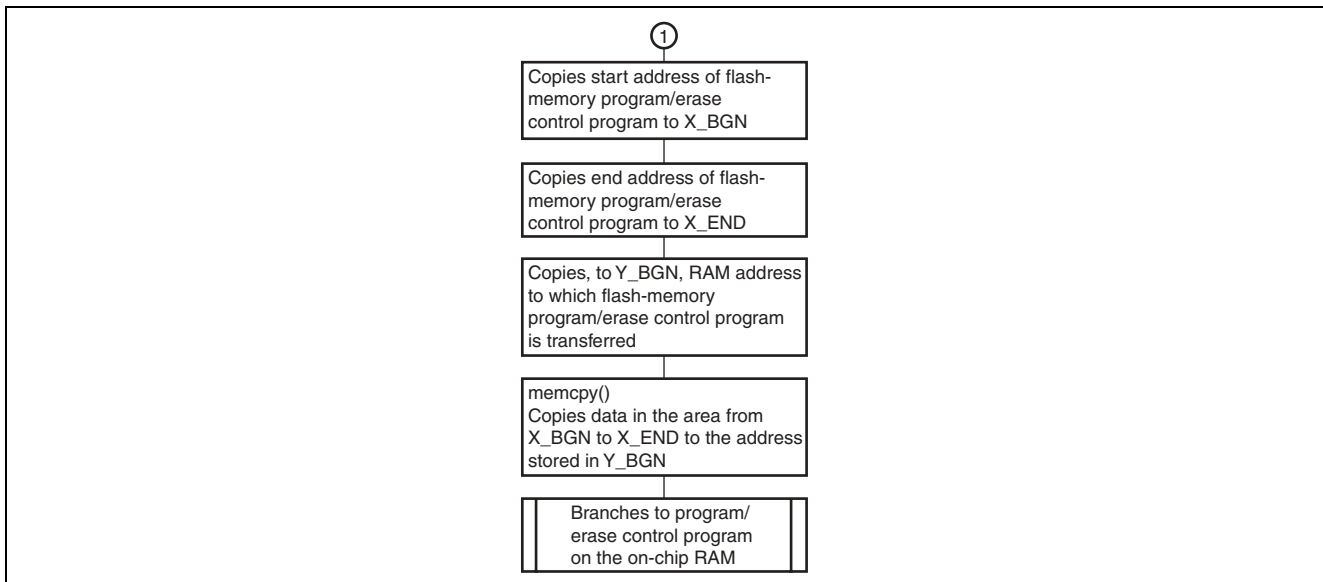 1
Copies start address of flash-
memory program/erase
control program to X_BGN
Copies end address of flash-
memory program/erase
control program to X_END
Copies, to Y_BGN, RAM address
to which flash-memory
program/erase control program
is transferred
memcpy()
Copies data in the area from
X_BGN to X_END to the address
stored in Y_BGN
Branches to program/
erase control program
on the on-chip RAM